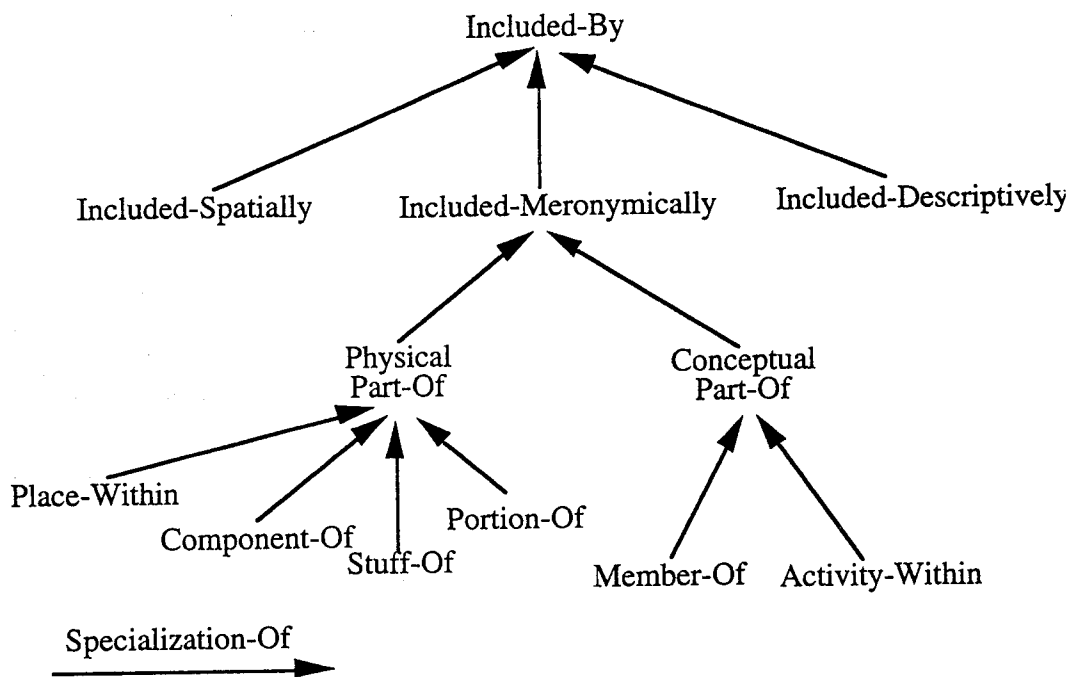 Included-By
Included-Spatially
Included-Meronymically
Included-Descriptively
Physical
Part-Of
Conceptual
Part-Of
Place-Within
Component-Of
Stuff-Of
Portion-Of
Member-Of
Activity-Within
Specialization-Of